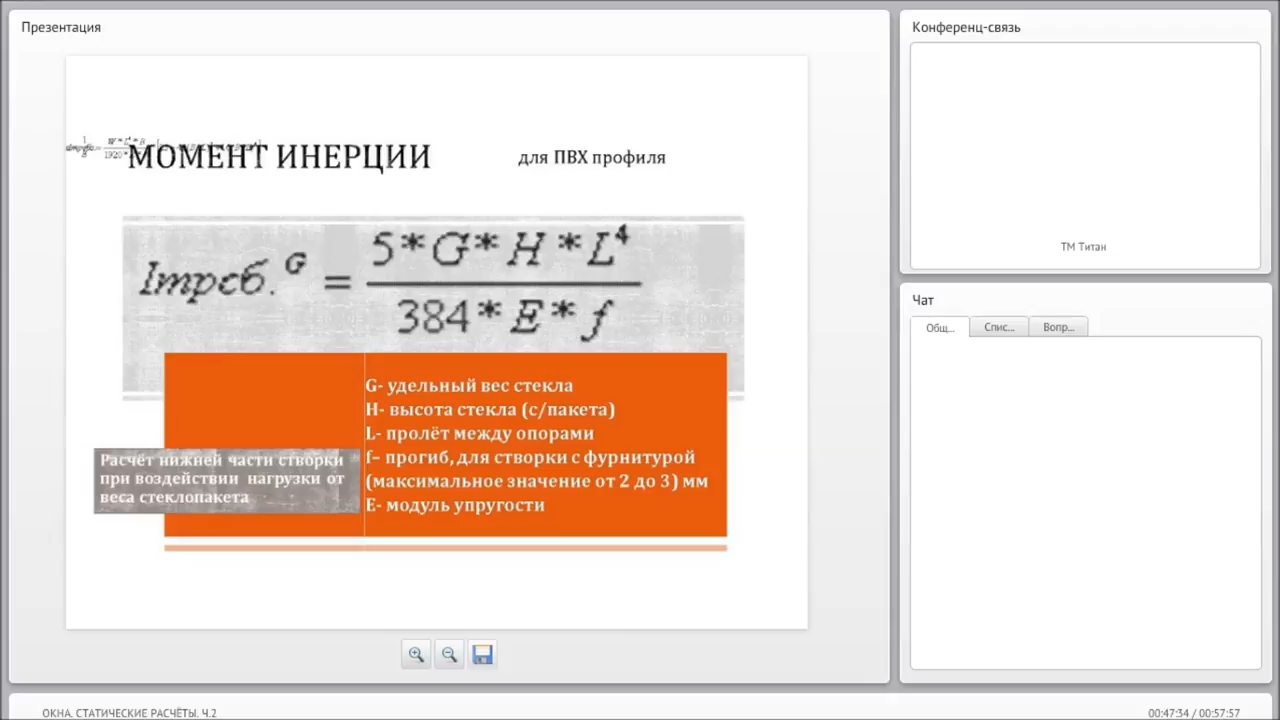 Презентация
Конференц-связь
МОМЕНТ ИНЕРЦИИ
для ПВХ профиля
Iтреб.^G = 5*G*H*L^4
384*E*f
G- удельный вес стекла
H- высота стекла (с/пакета)
L- пролёт между опорами
f– прогиб, для створки с фурнитурой
(максимальное значение от 2 до 3) мм
E- модуль упругости
Расчёт нижней части створки
при воздействии нагрузки от
веса стеклопакета
ТМ Титан
Чат
Общ...
Спис...
Вопр...
ОКНА. СТАТИЧЕСКИЕ РАСЧЁТЫ. Ч.2
00:47:34 / 00:57:57